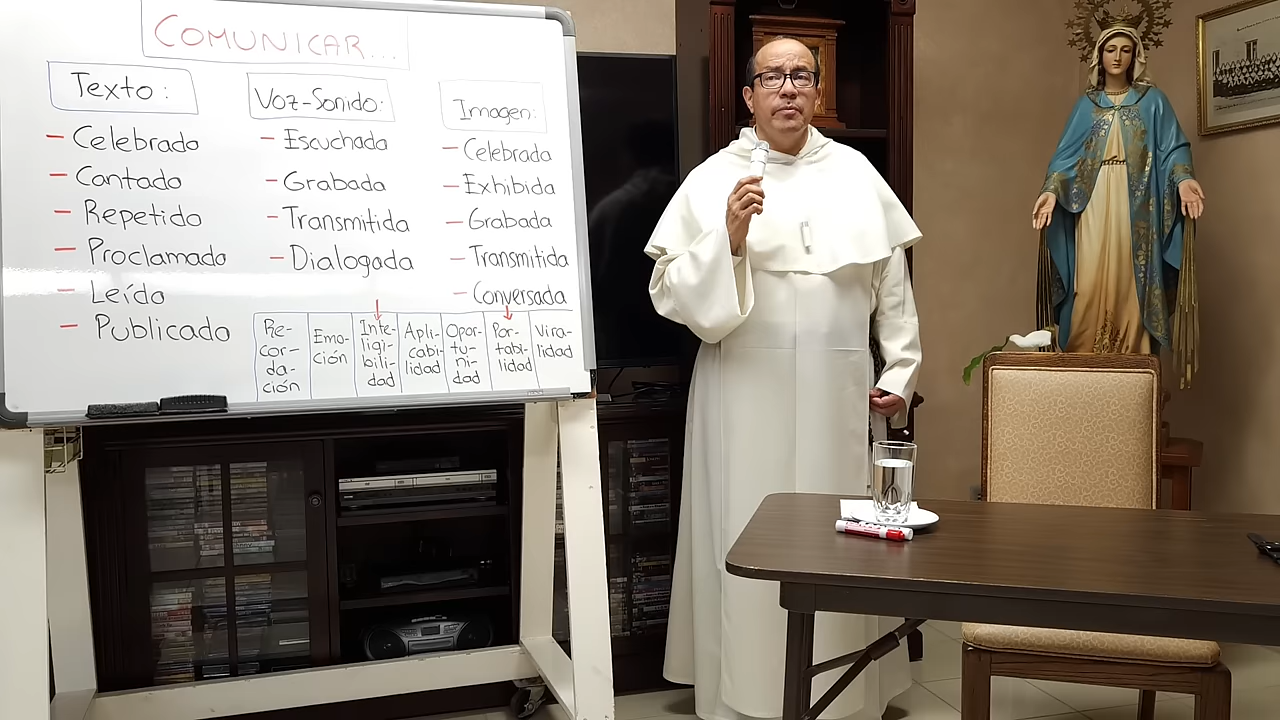 COMUNICAR...
Texto:
- Celebrado
- Cantado
- Repetido
- Proclamado
- Leído
- Publicado
Voz-Sonido:
- Escuchada
- Grabada
- Transmitida
- Dialogada
Imagen:
- Celebrada
- Exhibida
- Grabada
- Transmitida
- Conversada
Re-
cor-
da-
ción
Emo-
ción
Inte-
ligi-
bili-
dad
Apli-
cabi-
lidad
Opor-
tu-
ni-
dad
Por-
tabi-
lidad
Vira-
lidad